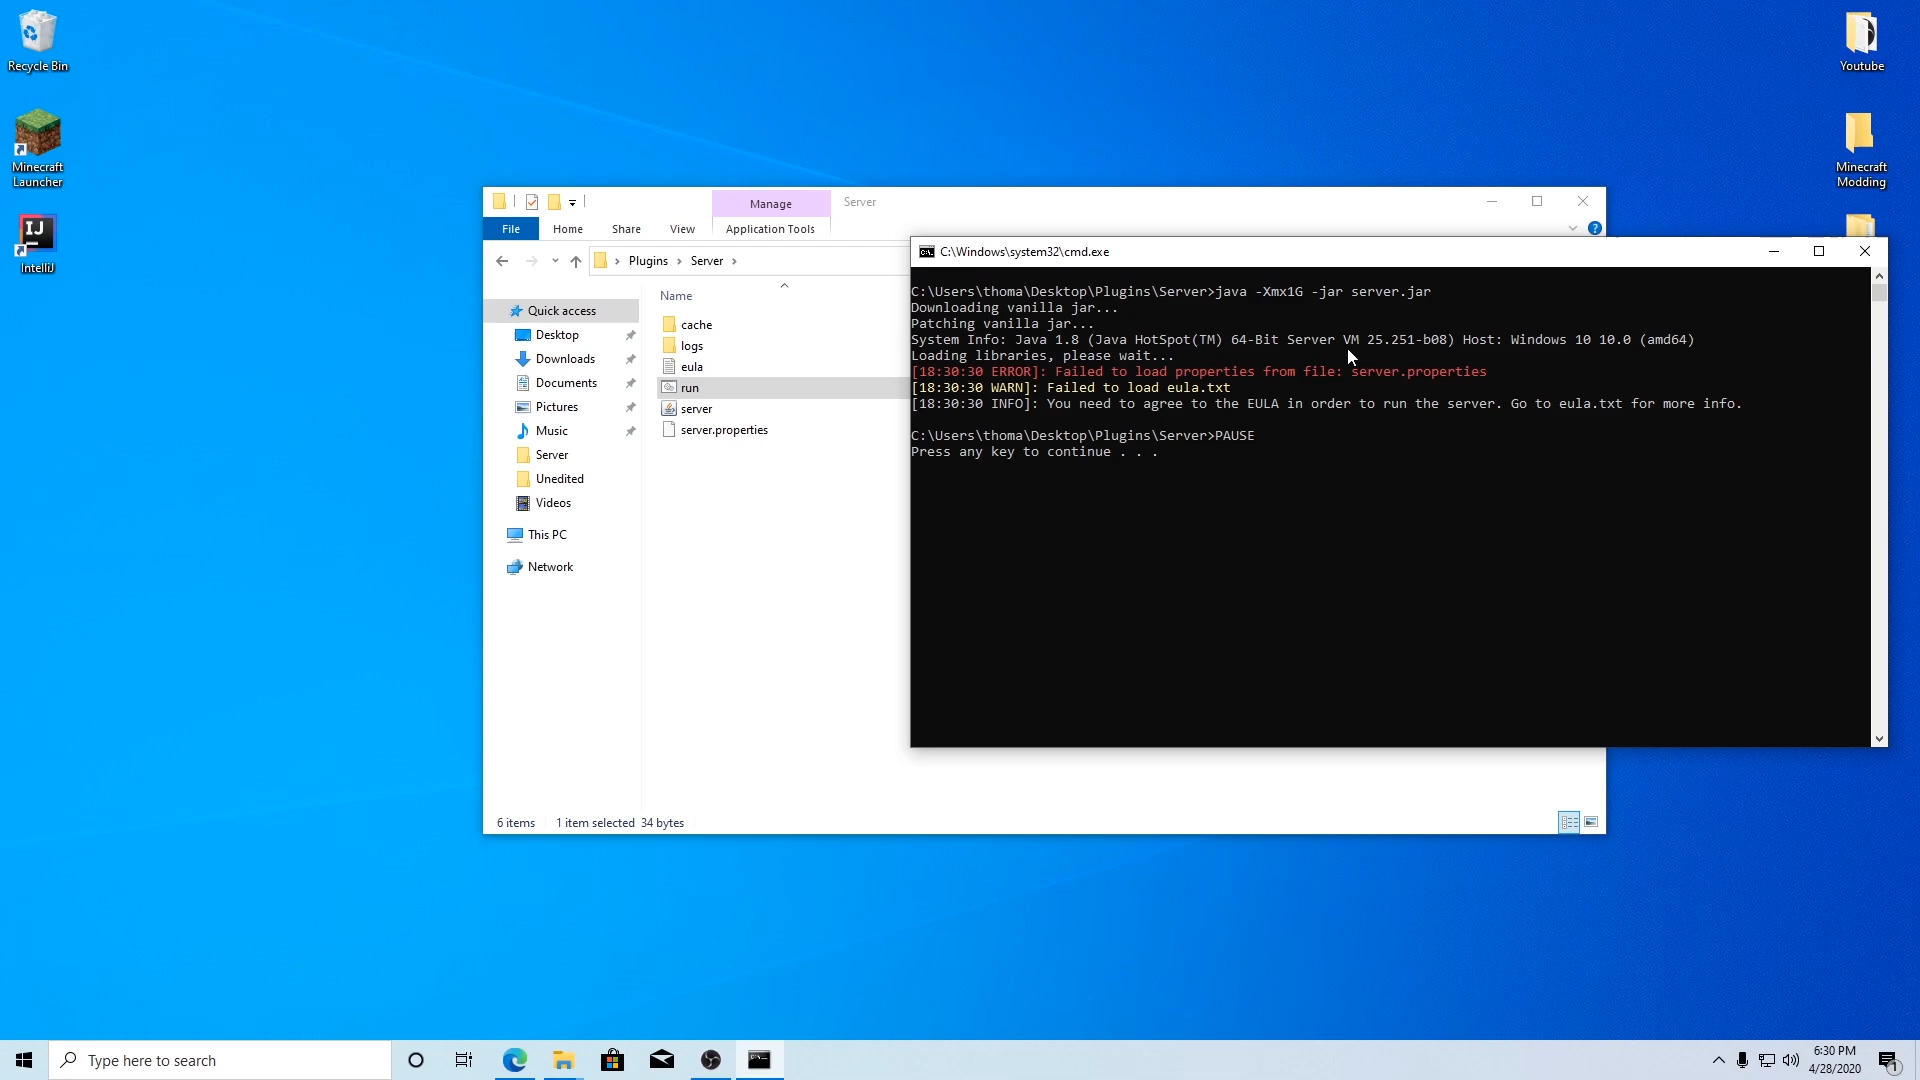 Recycle Bin
Minecraft
Launcher
IJ
IntelliJ
Youtube
Minecraft
Modding
Manage
Server
File
Home
Share
View
Application Tools
?
Plugins
Server
Name
Quick access
Desktop
Downloads
Documents
Pictures
Music
Server
Unedited
Videos
This PC
Network
cache
logs
eula
run
server
server.properties
6 items
1 item selected 34 bytes
C:\Windows\system32\cmd.exe
C:\Users\thoma\Desktop\Plugins\Server>java -Xmx1G -jar server.jar
Downloading vanilla jar...
Patching vanilla jar...
System Info: Java 1.8 (Java HotSpot(TM) 64-Bit Server VM 25.251-b08) Host: Windows 10 10.0 (amd64)
Loading libraries, please wait...
[18:30:30 ERROR]: Failed to load properties from file: server.properties
[18:30:30 WARN]: Failed to load eula.txt
[18:30:30 INFO]: You need to agree to the EULA in order to run the server. Go to eula.txt for more info.
C:\Users\thoma\Desktop\Plugins\Server>PAUSE
Press any key to continue . . .
Type here to search
6:30 PM
4/28/2020
1